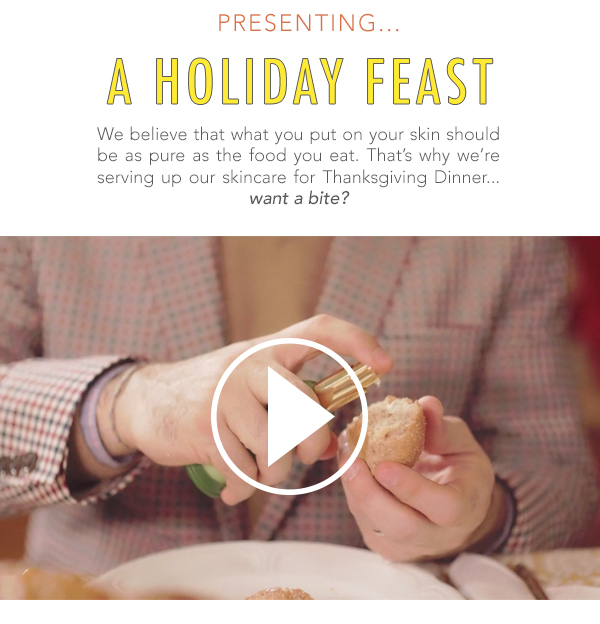 PRESENTING...
A HOLIDAY FEAST
We believe that what you put on your skin should
be as pure as the food you eat. That's why we're
serving up our skincare for Thanksgiving Dinner...
want a bite?